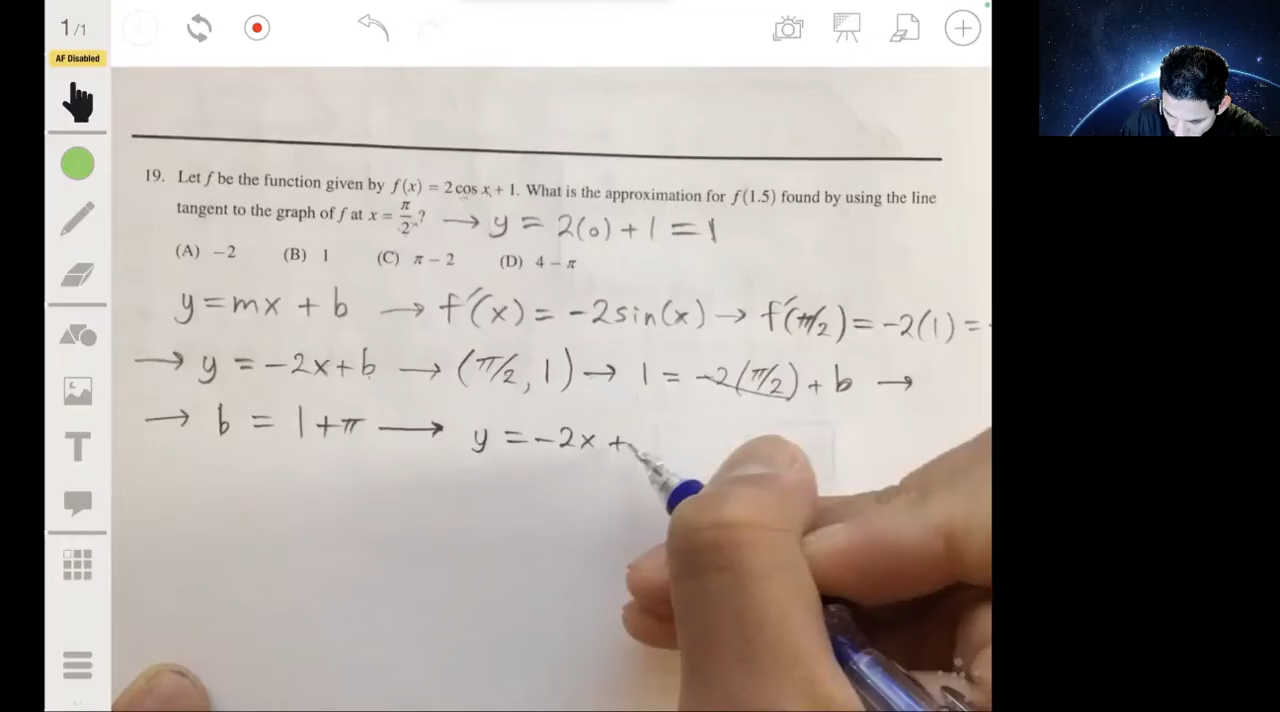 1/1
AF Disabled
19. Let f be the function given by f(x) = 2 cos x + 1. What is the approximation for f(1.5) found by using the line
tangent to the graph of f at x = π/2? → y = 2(0) + 1 = 1
(A) −2 (B) 1 (C) π − 2 (D) 4 − π
y = mx + b → f'(x) = -2sin(x) → f'(π/2) = -2(1) =
→ y = -2x + b → (π/2, 1) → 1 = -2(π/2) + b →
→ b = 1 + π → y = -2x +
T